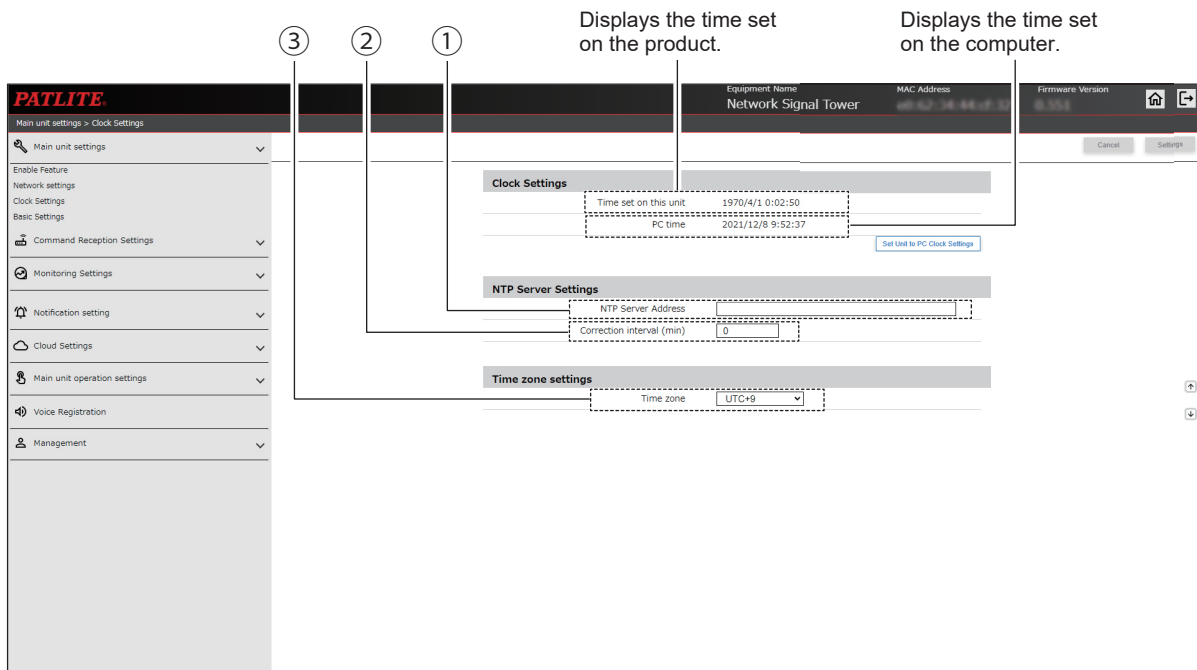 ③ ② ①
Displays the time set
on the product.
Displays the time set
on the computer.
PATLITE
Equipment Name
Network Signal Tower
MAC Address
Firmware Version
Main unit settings > Clock Settings
Cancel
Settings
Main unit settings
Enable Feature
Network settings
Clock Settings
Basic Settings
Command Reception Settings
Monitoring Settings
Notification setting
Cloud Settings
Main unit operation settings
Voice Registration
Management
Clock Settings
Time set on this unit 1970/4/1 0:02:50
PC time 2021/12/8 9:52:37
Set Unit to PC Clock Settings
NTP Server Settings
NTP Server Address
Correction interval (min) 0
Time zone settings
Time zone UTC+9